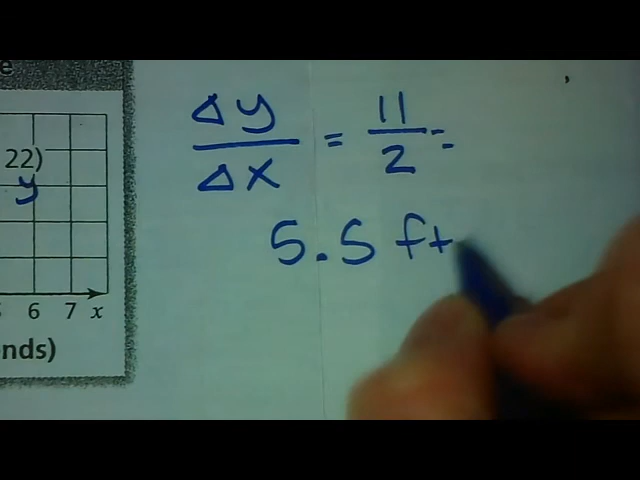 e
22)
y
6 7 x
nds)
Δy
Δx
=
11
2
=
5.5 ft